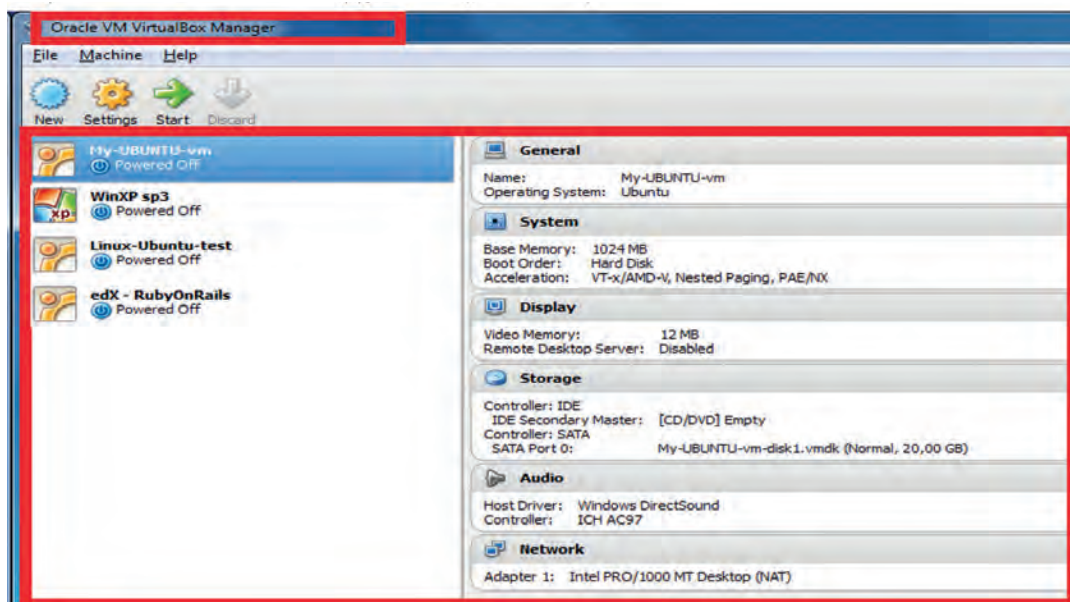 Oracle VM VirtualBox Manager
File Machine Help
New Settings Start Discard
My-UBUNTU-vm
Powered Off
WinXP sp3
Powered Off
Linux-Ubuntu-test
Powered Off
edX - RubyOnRails
Powered Off
General
Name: My-UBUNTU-vm
Operating System: Ubuntu
System
Base Memory: 1024 MB
Boot Order: Hard Disk
Acceleration: VT-x/AMD-V, Nested Paging, PAE/NX
Display
Video Memory: 12 MB
Remote Desktop Server: Disabled
Storage
Controller: IDE
IDE Secondary Master: [CD/DVD] Empty
Controller: SATA
SATA Port 0: My-UBUNTU-vm-disk1.vmdk (Normal, 20,00 GB)
Audio
Host Driver: Windows DirectSound
Controller: ICH AC97
Network
Adapter 1: Intel PRO/1000 MT Desktop (NAT)